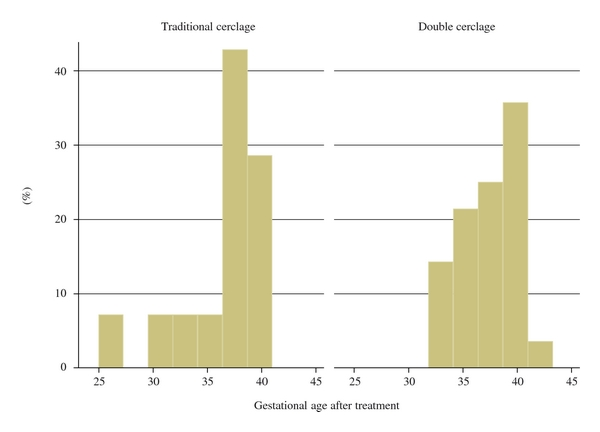 Traditional cerclage
Double cerclage
40
30
20
10
0
(%)
25 30 35 40 45
25 30 35 40 45
Gestational age after treatment